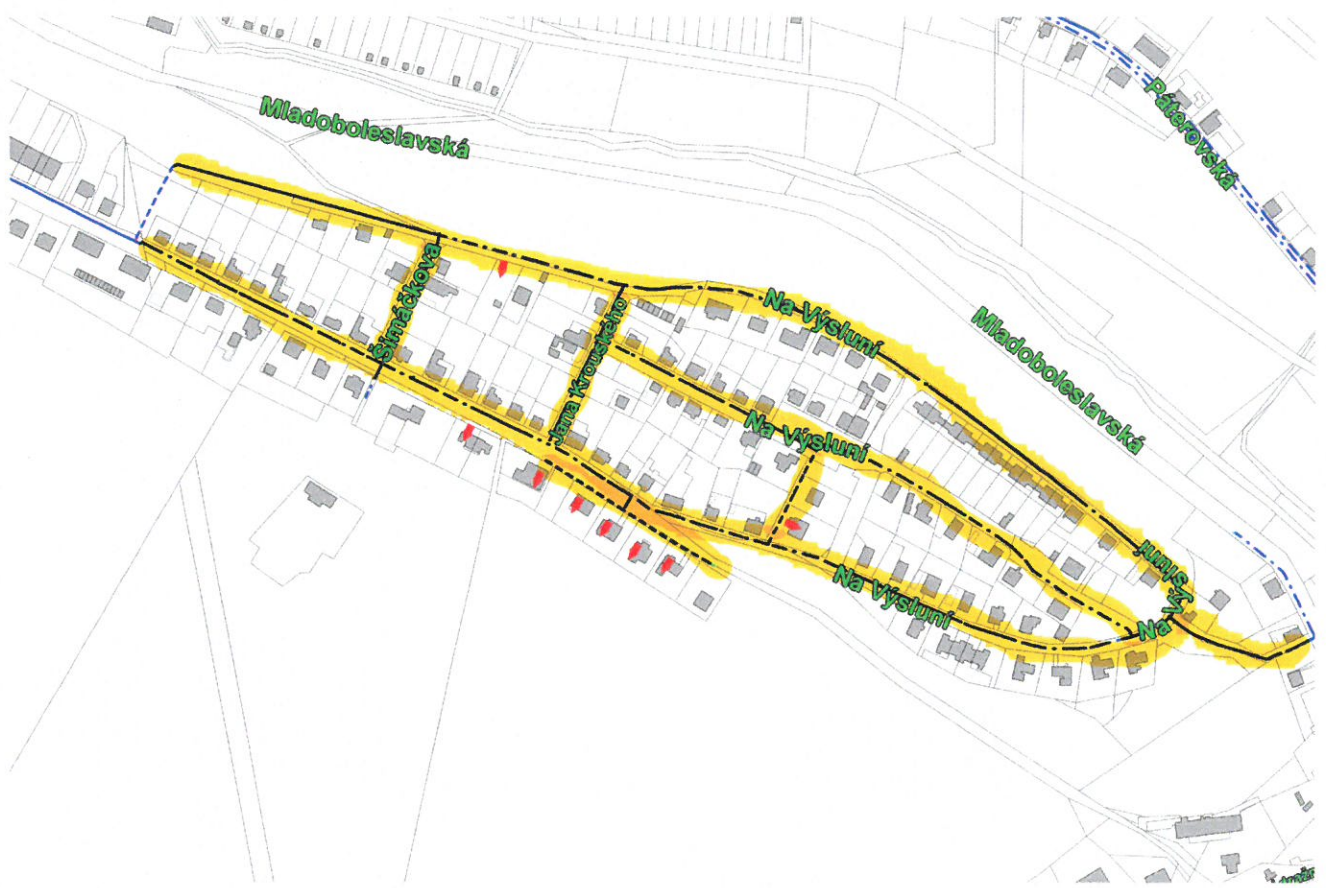 Páterovská
Mladoboleslavská
Šimáčkova
Jana Krouského
Na Výsluní
Mladoboleslavská
Na Výsluní
Na Výsluní
Na Výsluní